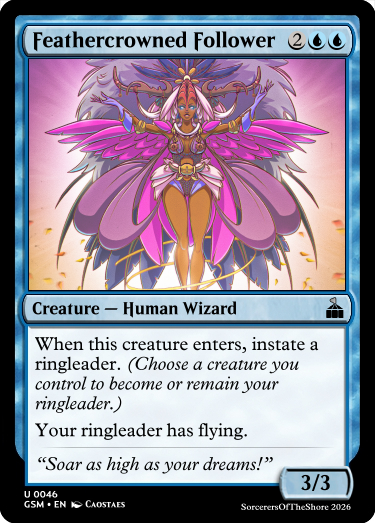 Feathercrowned Follower 2
Creature — Human Wizard
When this creature enters, instate a
ringleader. (Choose a creature you
control to become or remain your
ringleader.)
Your ringleader has flying.
“Soar as high as your dreams!”
3/3
U 0046
GSM • EN Caostaes
SorcerersOfTheShore 2026